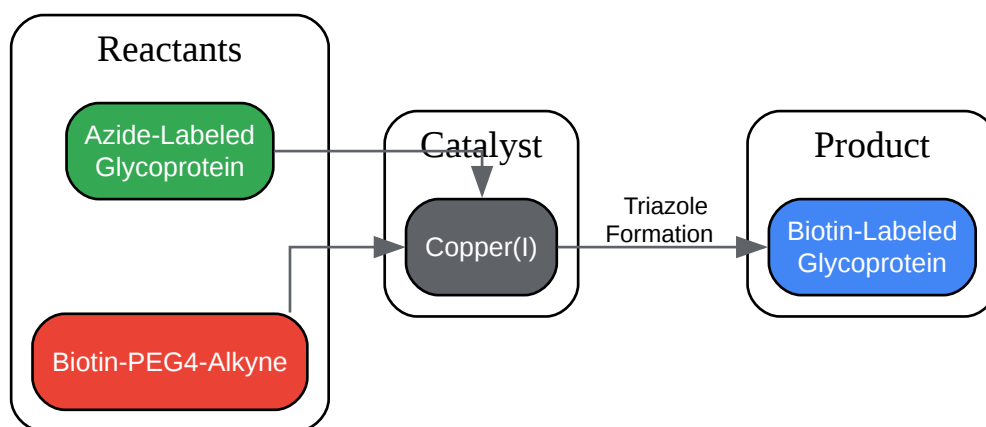 Reactants
Azide-Labeled
Glycoprotein
Biotin-PEG4-Alkyne
Catalyst
Copper(I)
Triazole
Formation
Product
Biotin-Labeled
Glycoprotein